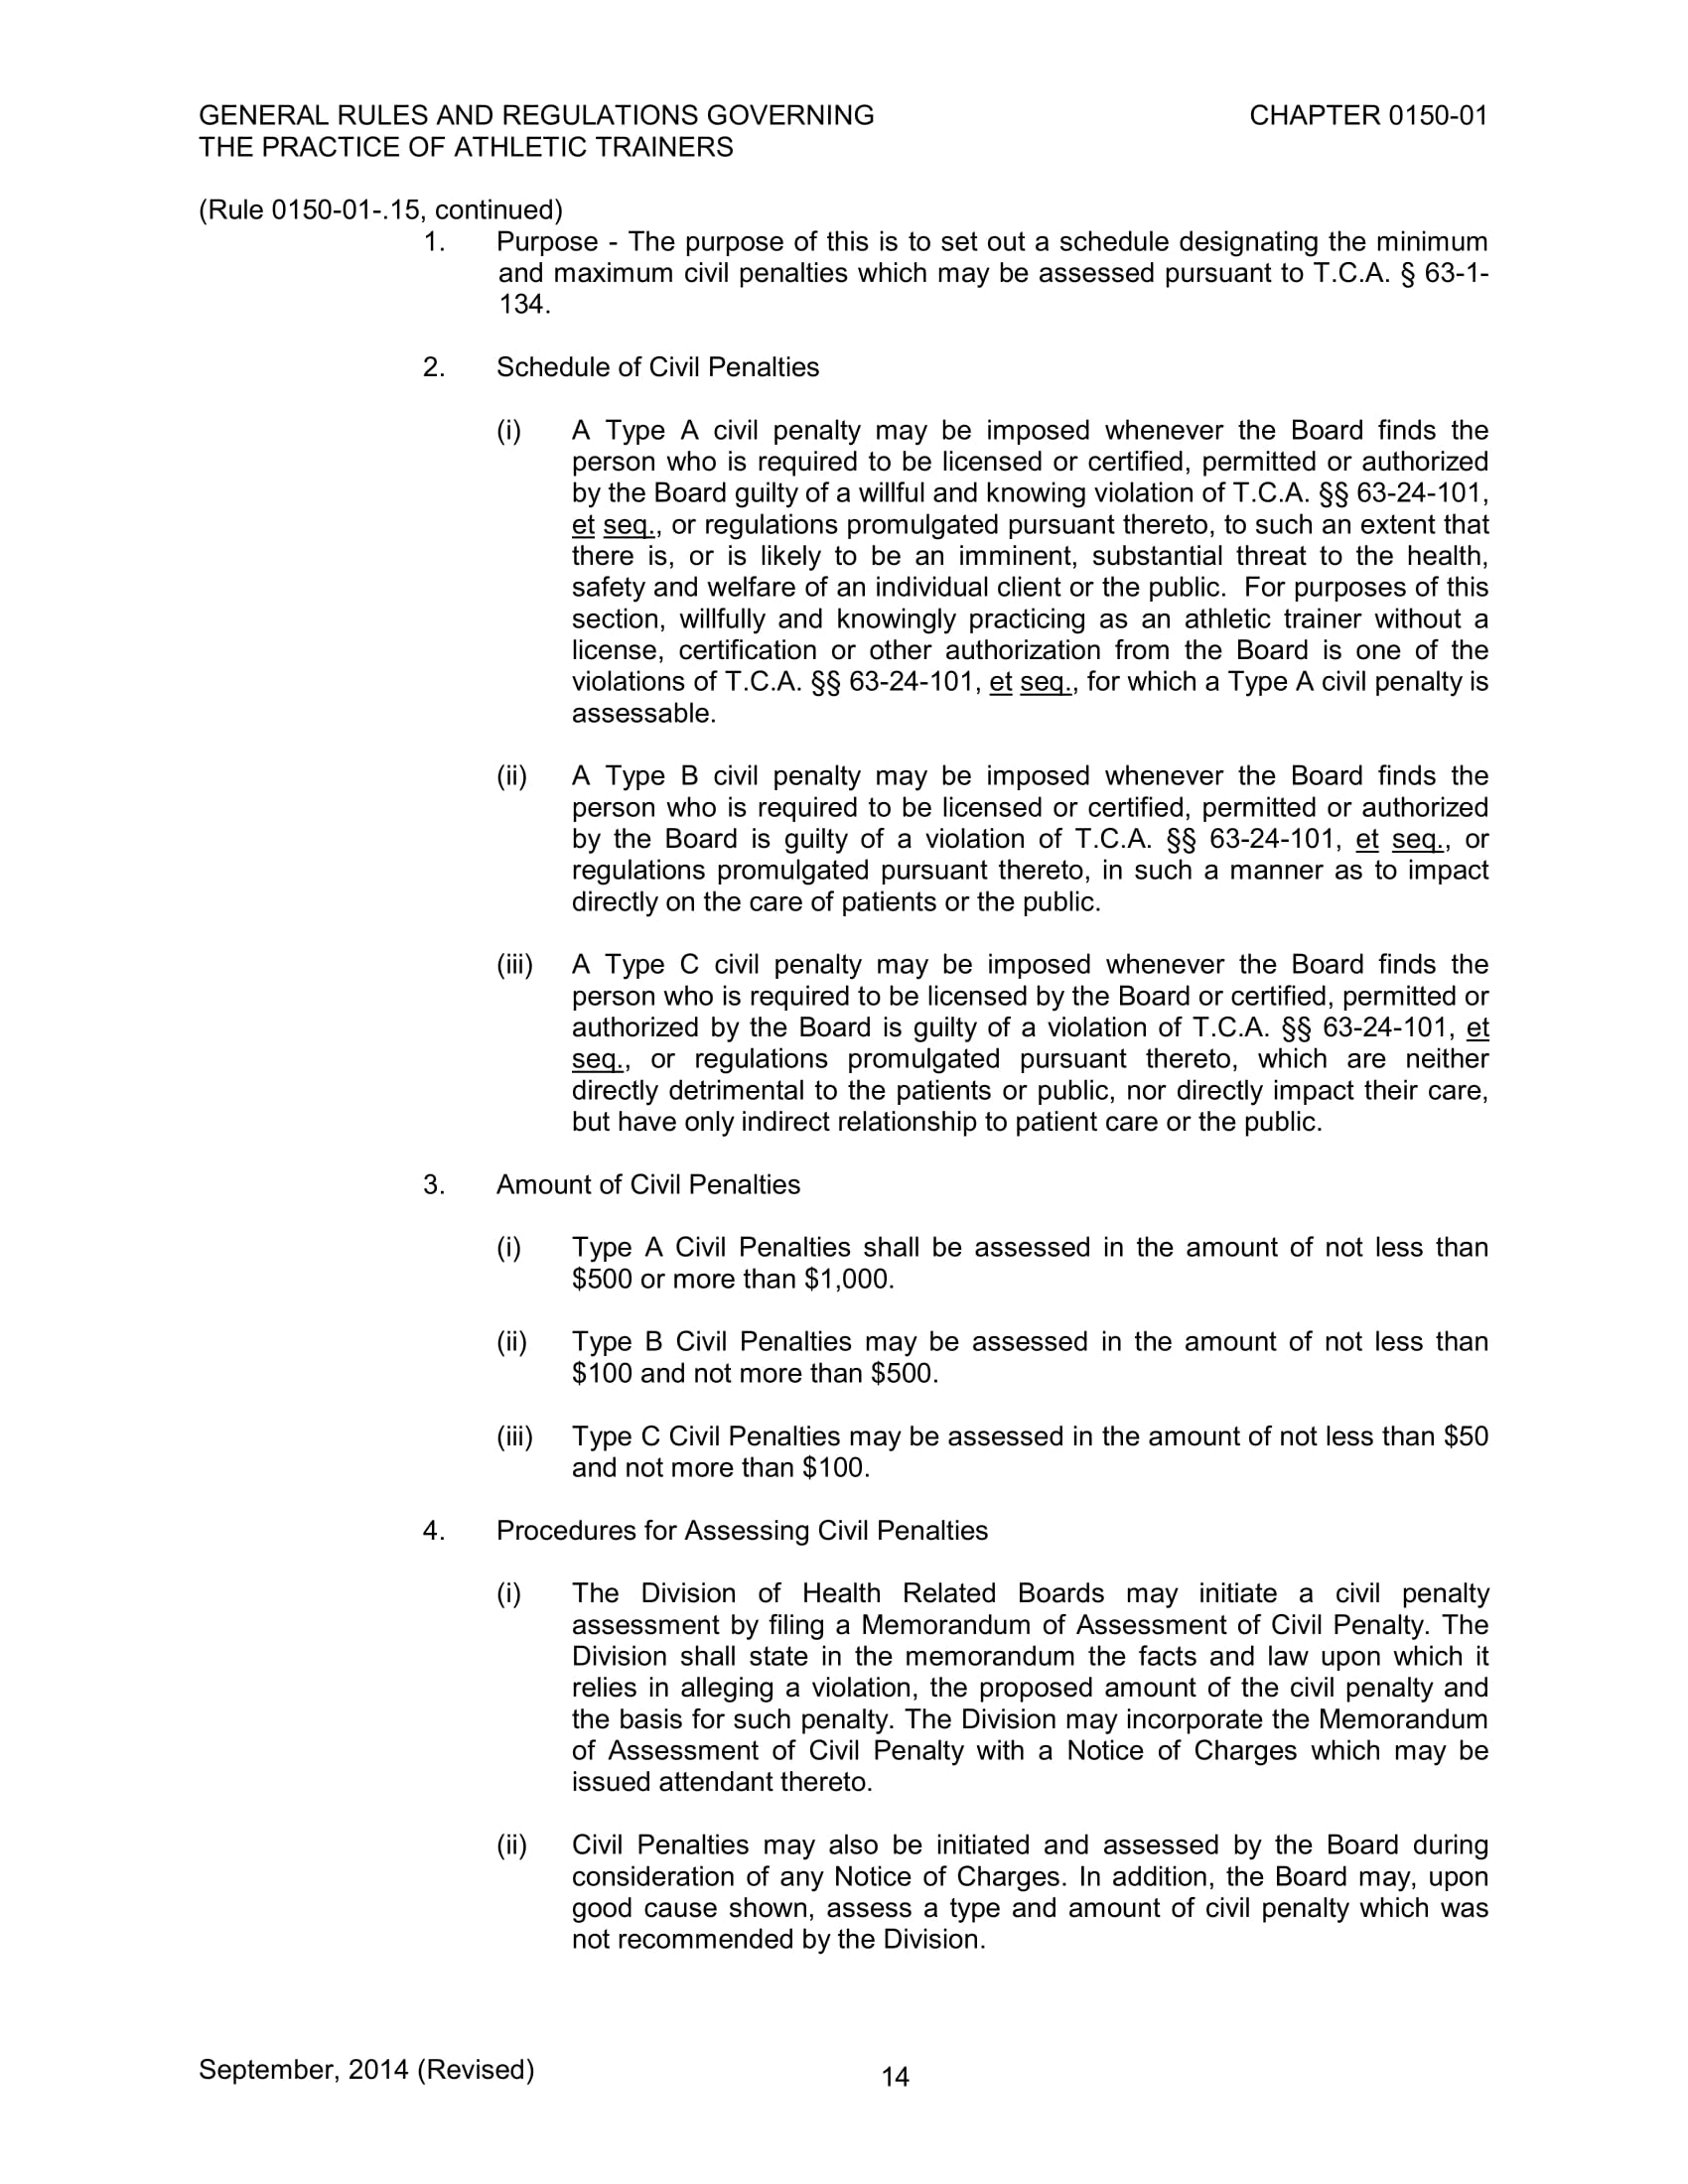 GENERAL RULES AND REGULATIONS GOVERNING CHAPTER 0150-01
THE PRACTICE OF ATHLETIC TRAINERS
(Rule 0150-01-.15, continued)
1. Purpose - The purpose of this is to set out a schedule designating the minimum
and maximum civil penalties which may be assessed pursuant to T.C.A. § 63-1-
134.
2. Schedule of Civil Penalties
(i) A Type A civil penalty may be imposed whenever the Board finds the
person who is required to be licensed or certified, permitted or authorized
by the Board guilty of a willful and knowing violation of T.C.A. §§ 63-24-101,
et seq., or regulations promulgated pursuant thereto, to such an extent that
there is, or is likely to be an imminent, substantial threat to the health,
safety and welfare of an individual client or the public. For purposes of this
section, willfully and knowingly practicing as an athletic trainer without a
license, certification or other authorization from the Board is one of the
violations of T.C.A. §§ 63-24-101, et seq., for which a Type A civil penalty is
assessable.
(ii) A Type B civil penalty may be imposed whenever the Board finds the
person who is required to be licensed or certified, permitted or authorized
by the Board is guilty of a violation of T.C.A. §§ 63-24-101, et seq., or
regulations promulgated pursuant thereto, in such a manner as to impact
directly on the care of patients or the public.
(iii) A Type C civil penalty may be imposed whenever the Board finds the
person who is required to be licensed by the Board or certified, permitted or
authorized by the Board is guilty of a violation of T.C.A. §§ 63-24-101, et
seq., or regulations promulgated pursuant thereto, which are neither
directly detrimental to the patients or public, nor directly impact their care,
but have only indirect relationship to patient care or the public.
3. Amount of Civil Penalties
(i) Type A Civil Penalties shall be assessed in the amount of not less than
$500 or more than $1,000.
(ii) Type B Civil Penalties may be assessed in the amount of not less than
$100 and not more than $500.
(iii) Type C Civil Penalties may be assessed in the amount of not less than $50
and not more than $100.
4. Procedures for Assessing Civil Penalties
(i) The Division of Health Related Boards may initiate a civil penalty
assessment by filing a Memorandum of Assessment of Civil Penalty. The
Division shall state in the memorandum the facts and law upon which it
relies in alleging a violation, the proposed amount of the civil penalty and
the basis for such penalty. The Division may incorporate the Memorandum
of Assessment of Civil Penalty with a Notice of Charges which may be
issued attendant thereto.
(ii) Civil Penalties may also be initiated and assessed by the Board during
consideration of any Notice of Charges. In addition, the Board may, upon
good cause shown, assess a type and amount of civil penalty which was
not recommended by the Division.
September, 2014 (Revised) 14